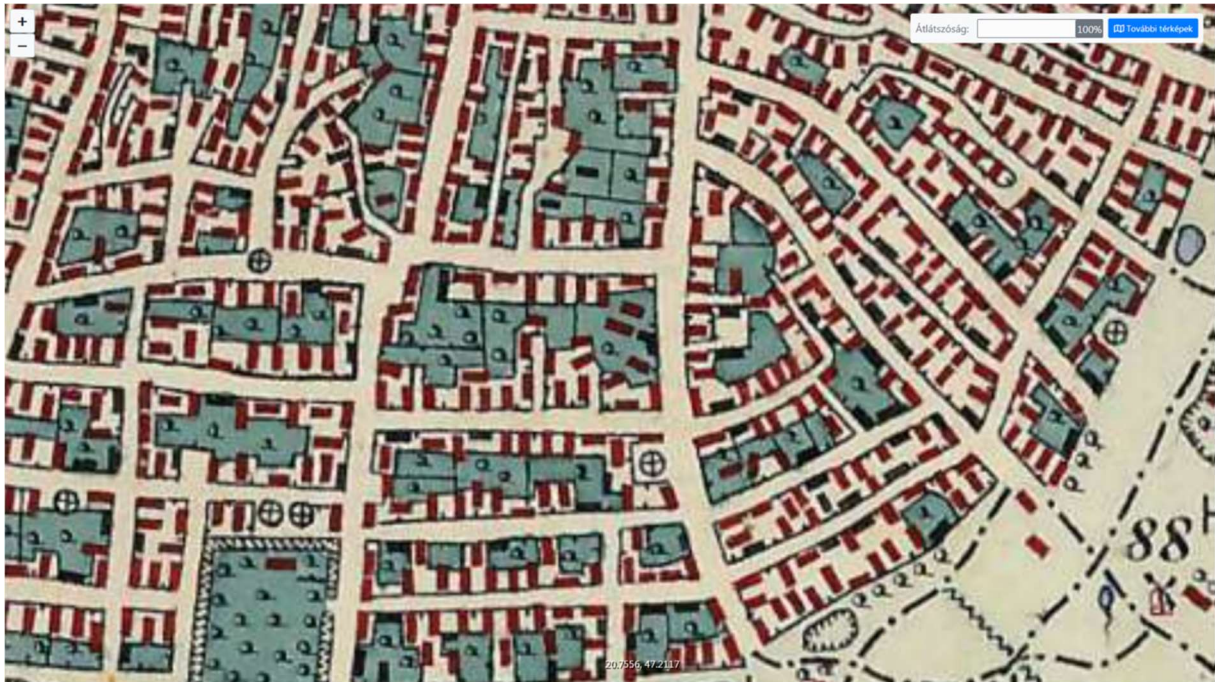 +
Átlátszóság: 100% További térképek
−
88
H
20.7556, 47.2117